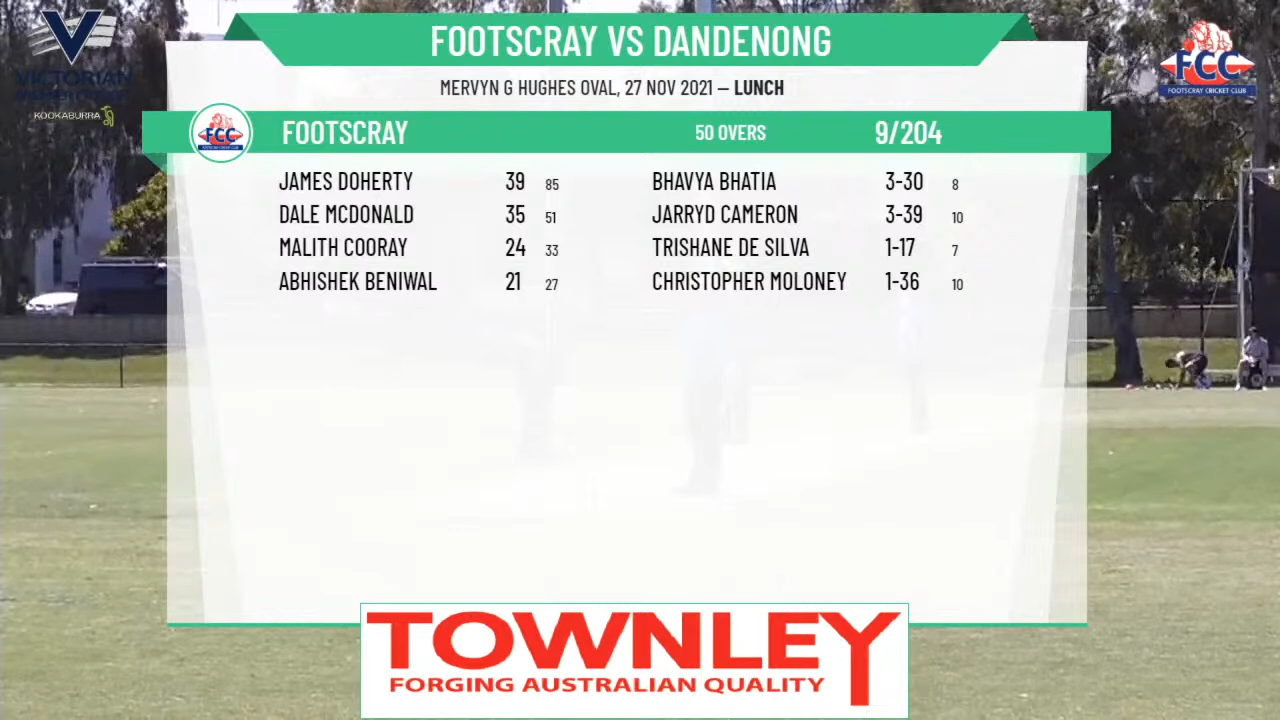 FOOTSCRAY VS DANDENONG
MERVYN G HUGHES OVAL, 27 NOV 2021 – LUNCH
VICTORIAN
PREMIER CRICKET
KOOKABURRA
FCC
FOOTSCRAY CRICKET CLUB
FCC
FOOTSCRAY 50 OVERS 9/204
JAMES DOHERTY 39 85 BHAVYA BHATIA 3-30 8
DALE MCDONALD 35 51 JARRYD CAMERON 3-39 10
MALITH COORAY 24 33 TRISHANE DE SILVA 1-17 7
ABHISHEK BENIWAL 21 27 CHRISTOPHER MOLONEY 1-36 10
TOWNLEY
FORGING AUSTRALIAN QUALITY